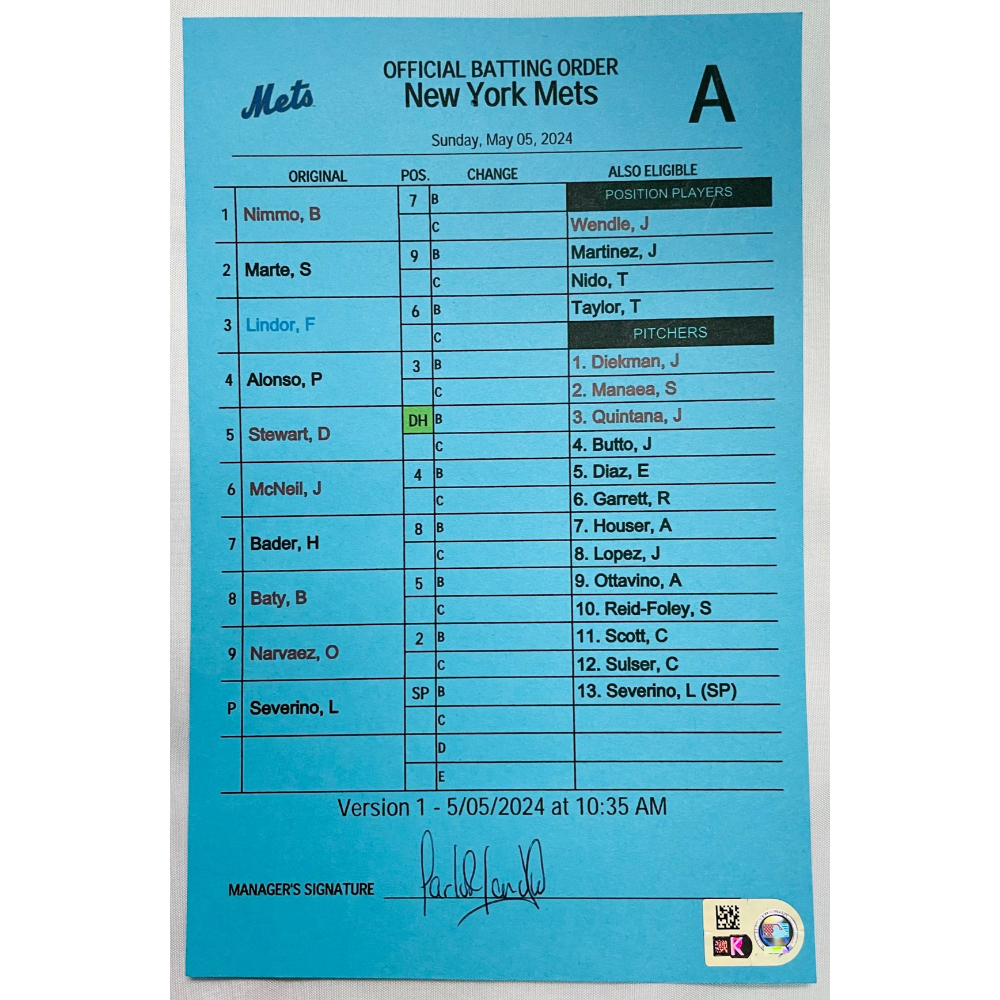 Mets
OFFICIAL BATTING ORDER
New York Mets
A
Sunday, May 05, 2024
ORIGINAL POS. CHANGE ALSO ELIGIBLE
1 Nimmo, B 7 B POSITION PLAYERS
C Wendle, J
2 Marte, S 9 B Martinez, J
C Nido, T
3 Lindor, F 6 B Taylor, T
C PITCHERS
4 Alonso, P 3 B 1. Diekman, J
C 2. Manaea, S
5 Stewart, D DH B 3. Quintana, J
C 4. Butto, J
6 McNeil, J 4 B 5. Diaz, E
C 6. Garrett, R
7 Bader, H 8 B 7. Houser, A
C 8. Lopez, J
8 Baty, B 5 B 9. Ottavino, A
C 10. Reid-Foley, S
9 Narvaez, O 2 B 11. Scott, C
C 12. Sulser, C
P Severino, L SP B 13. Severino, L (SP)
C
D
E
Version 1 - 5/05/2024 at 10:35 AM
MANAGER'S SIGNATURE
K